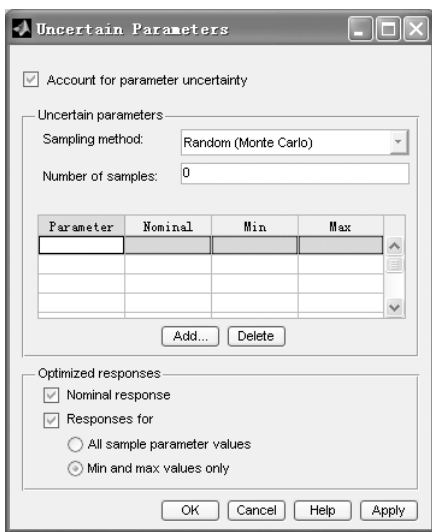 Uncertain Parameters
Account for parameter uncertainty
Uncertain parameters
Sampling method: Random (Monte Carlo)
Number of samples: 0
Parameter Nominal Min Max
Add... Delete
Optimized responses
Nominal response
Responses for
All sample parameter values
Min and max values only
OK Cancel Help Apply